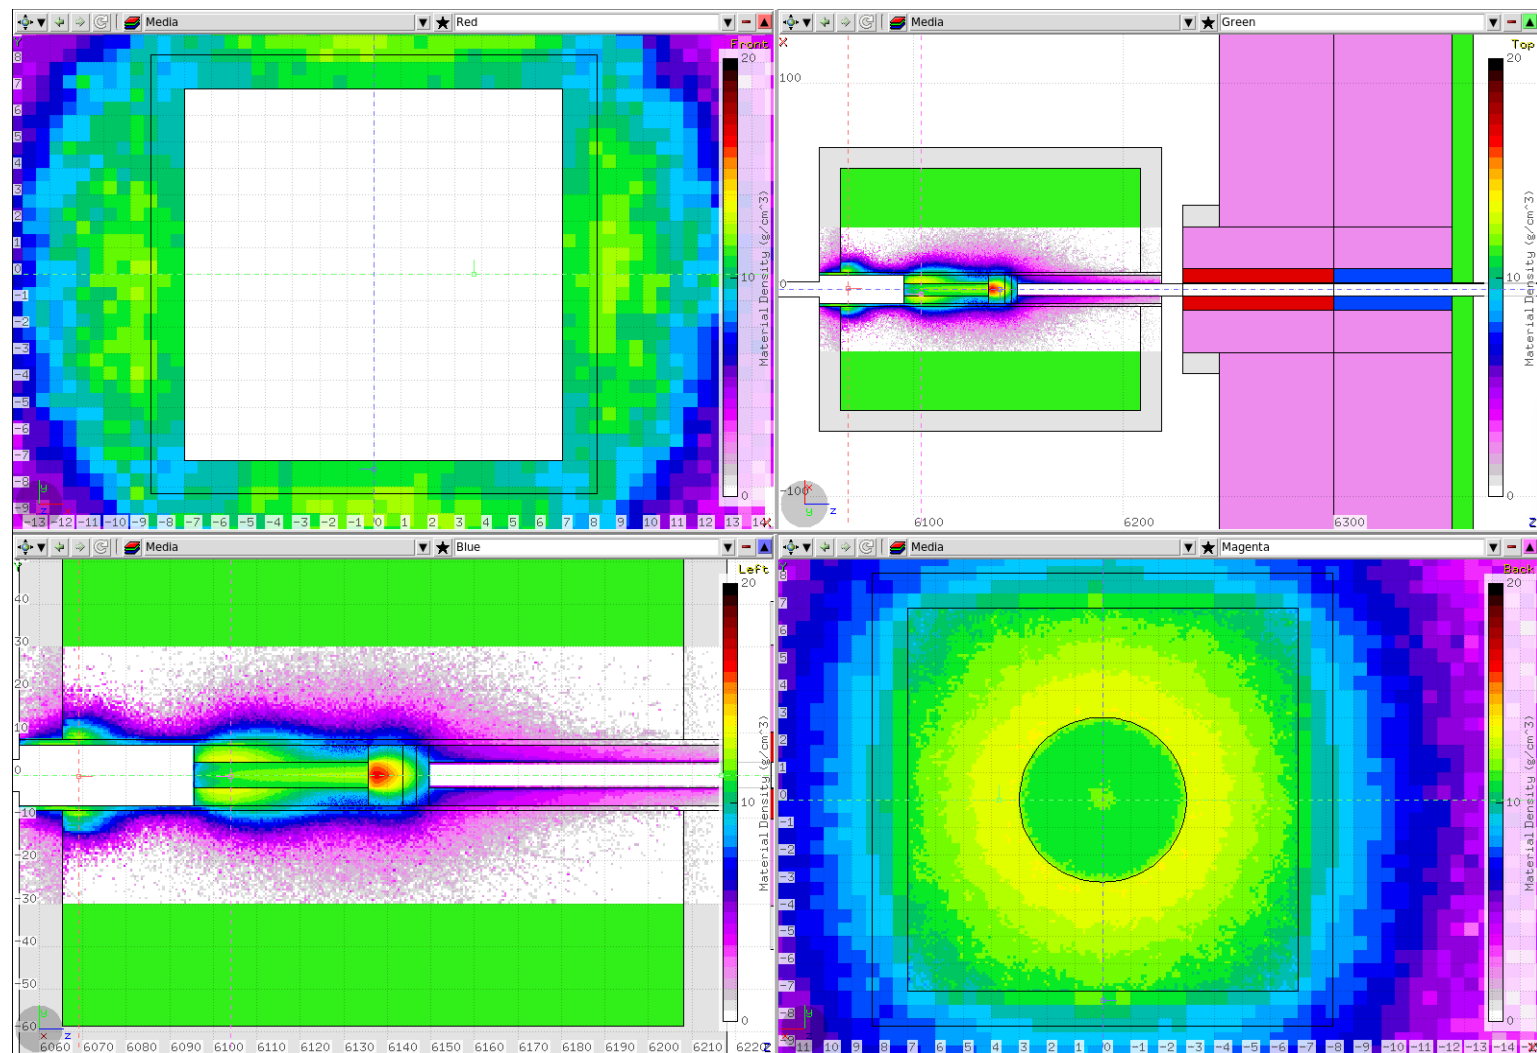 Media
Red
Front
Y
8
7
5
4
3
2
1
0
-1
-2
-3
-4
-5
-6
-7
-8
-9
-13 -12 -11 -10 -9 -8 -7 -6 -5 -4 -3 -2 -1 0 1 2 3 4 5 6 7 8 9 10 11 12 13 14
X
20
10
0
Material Density (g/cm^3)
y
z
Media
Green
Top
X
100
0
-100
6100 6200 6300
Z
20
10
0
Material Density (g/cm^3)
x
y
z
Media
Blue
Left
Y
40
30
20
10
0
-10
-20
-30
-40
-50
-60
6060 6070 6080 6090 6100 6110 6120 6130 6140 6150 6160 6170 6180 6190 6200 6210 6220
Z
20
10
0
Material Density (g/cm^3)
y
x
z
Media
Magenta
Back
Y
8
7
6
5
4
3
2
1
0
-1
-2
-3
-4
-5
-6
-7
-8
-9
11 10 9 8 7 6 5 4 3 2 1 0 -1 -2 -3 -4 -5 -6 -7 -8 -9 -10 -11 -12 -13 -14
X
20
10
0
Material Density (g/cm^3)
y